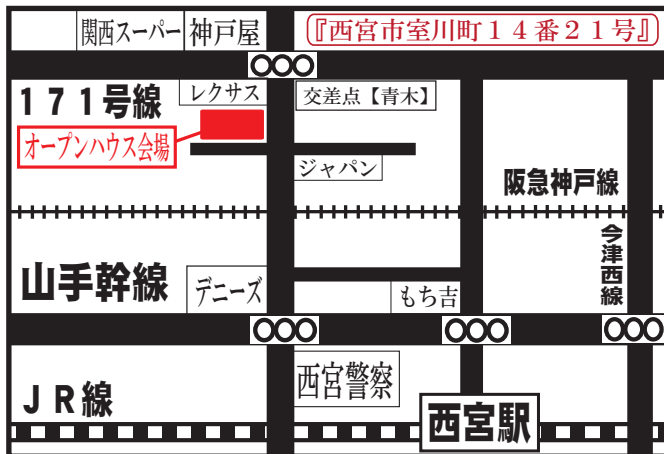 関西スーパー
神戸屋
『西宮市室川町１４番２１号』
１７１号線
レクサス
交差点【青木】
オープンハウス会場
ジャパン
阪急神戸線
今津西線
山手幹線
デニーズ
もち吉
西宮警察
ＪＲ線
西宮駅